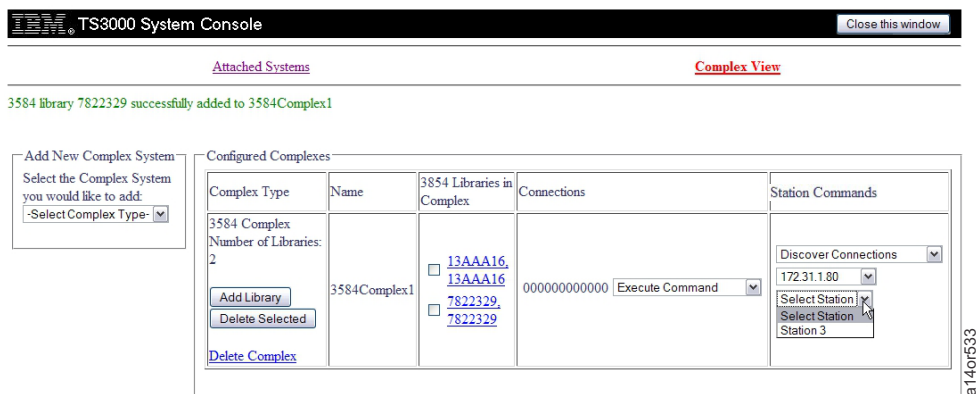 IBM® TS3000 System Console
Close this window
Attached Systems
Complex View
3584 library 7822329 successfully added to 3584Complex1
Add New Complex System
Select the Complex System
you would like to add:
-Select Complex Type-
Configured Complexes
Complex Type
Name
3854 Libraries in
Complex
Connections
Station Commands
3584 Complex
Number of Libraries:
2
Add Library
Delete Selected
Delete Complex
3584Complex1
13AAA16,
13AAA16
7822329,
7822329
000000000000 Execute Command
Discover Connections
172.31.1.80
Select Station
Select Station
Station 3
a14or533